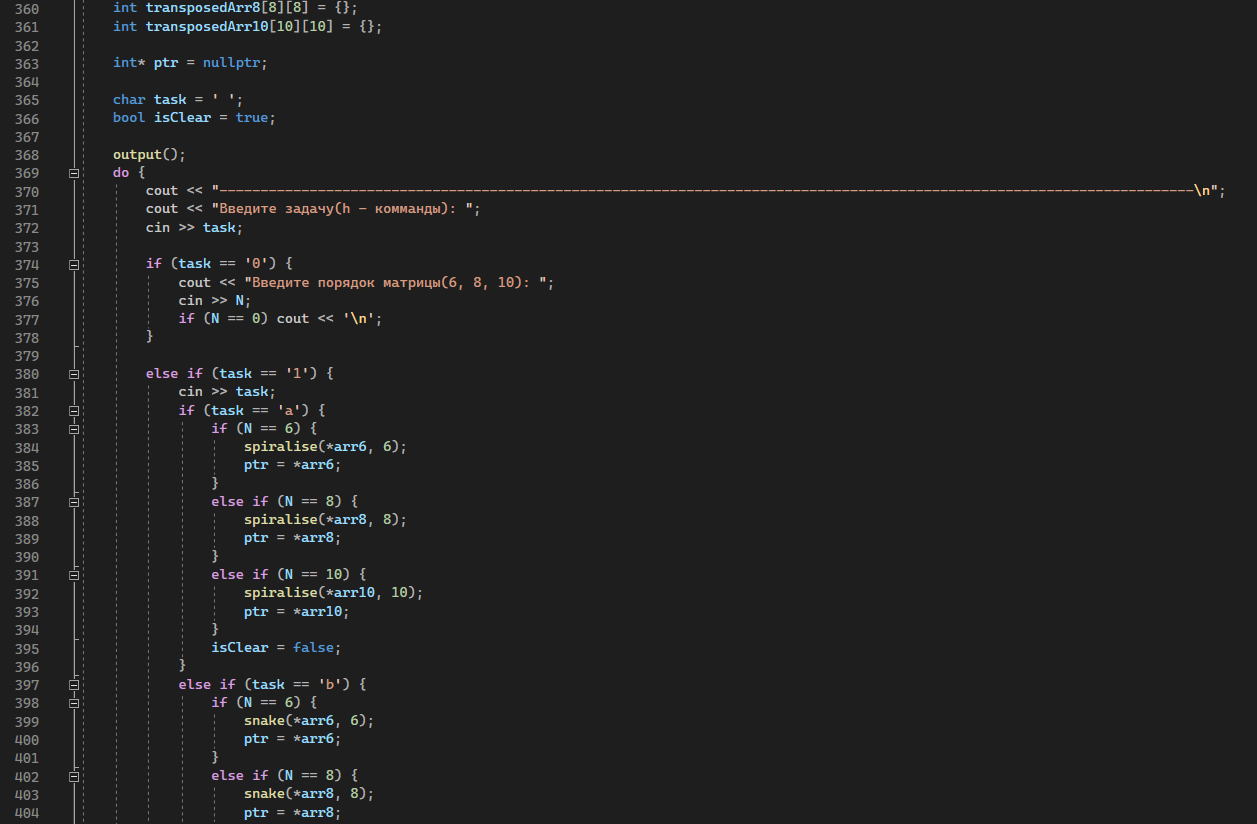 360 int transposedArr8[8][8] = {};
361 int transposedArr10[10][10] = {};
362
363 int* ptr = nullptr;
364
365 char task = ' ';
366 bool isClear = true;
367
368 output();
369 do {
370 cout << "-----------------------------------------------------------------------------------------------------------------------\n";
371 cout << "Введите задачу(h - комманды): ";
372 cin >> task;
373
374 if (task == '0') {
375 cout << "Введите порядок матрицы(6, 8, 10): ";
376 cin >> N;
377 if (N == 0) cout << '\n';
378 }
379
380 else if (task == '1') {
381 cin >> task;
382 if (task == 'a') {
383 if (N == 6) {
384 spiralise(*arr6, 6);
385 ptr = *arr6;
386 }
387 else if (N == 8) {
388 spiralise(*arr8, 8);
389 ptr = *arr8;
390 }
391 else if (N == 10) {
392 spiralise(*arr10, 10);
393 ptr = *arr10;
394 }
395 isClear = false;
396 }
397 else if (task == 'b') {
398 if (N == 6) {
399 snake(*arr6, 6);
400 ptr = *arr6;
401 }
402 else if (N == 8) {
403 snake(*arr8, 8);
404 ptr = *arr8;